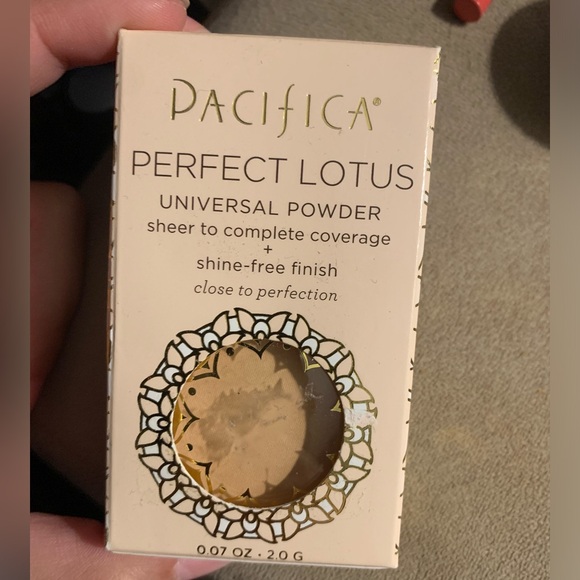 PACIFICA®
PERFECT LOTUS
UNIVERSAL POWDER
sheer to complete coverage
+
shine-free finish
close to perfection
0.07 OZ • 2.0 G